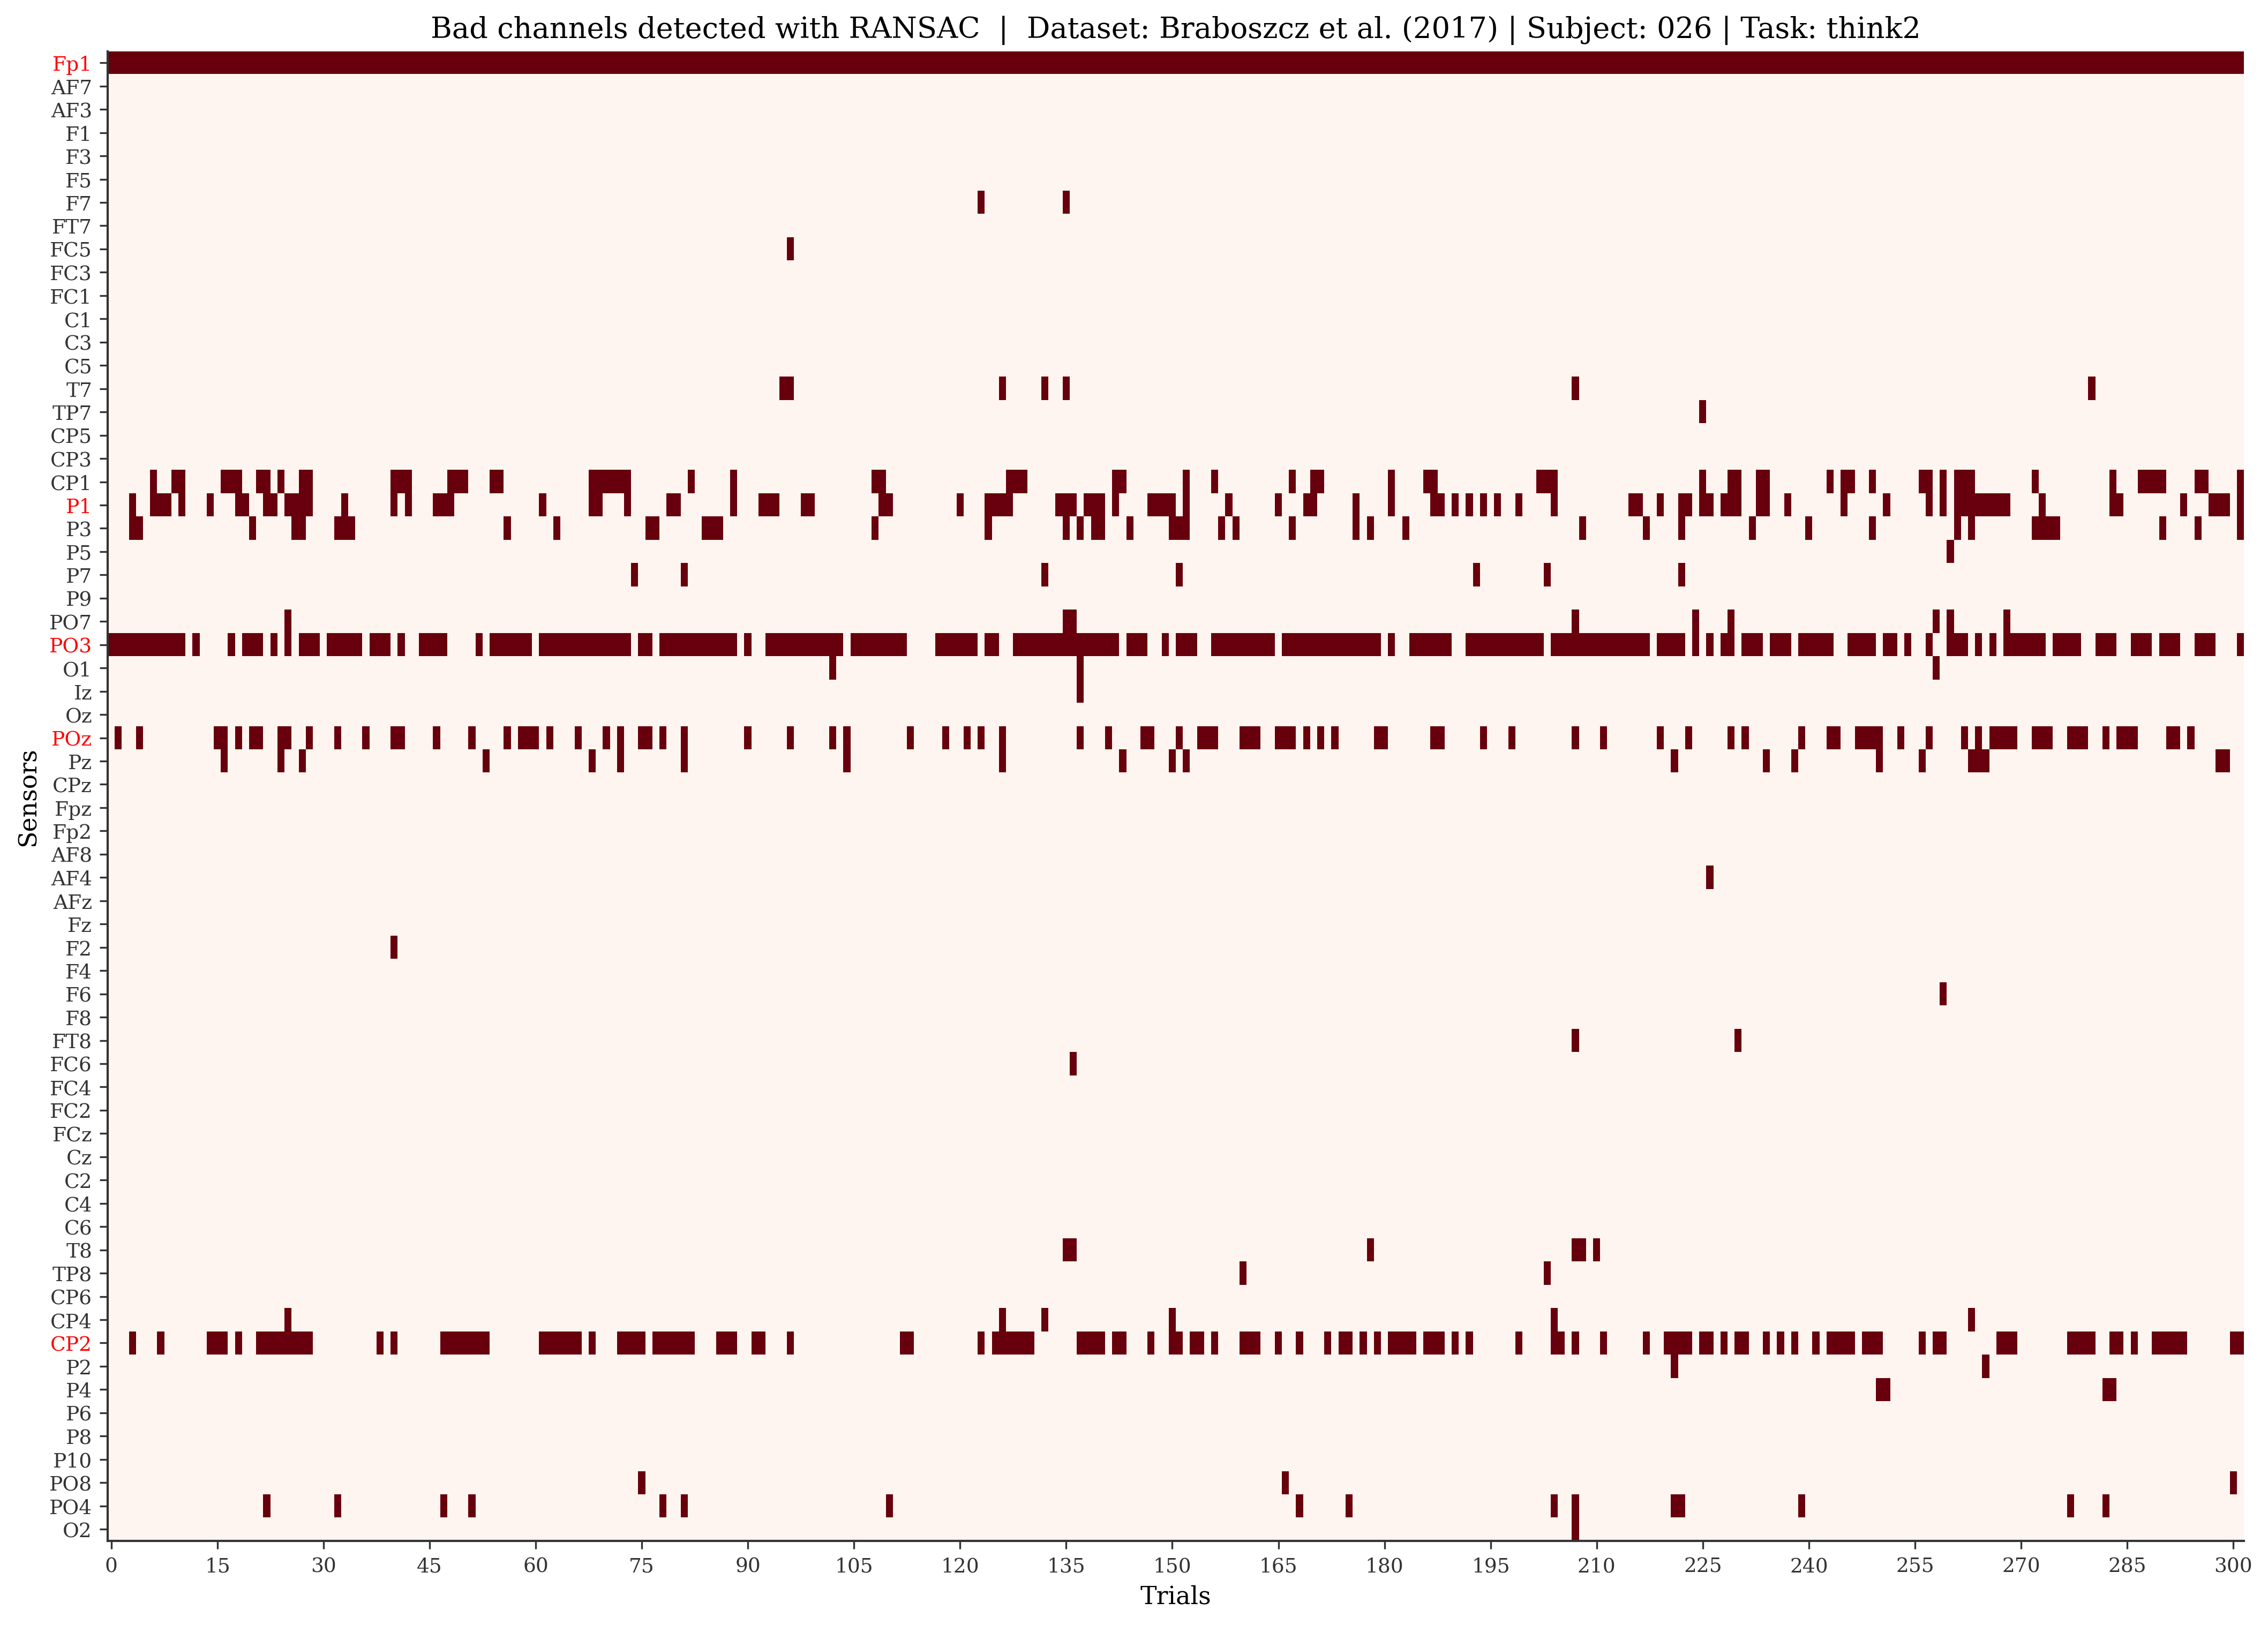 Bad channels detected with RANSAC | Dataset: Braboszcz et al. (2017) | Subject: 026 | Task: think2
Sensors
Fp1
AF7
AF3
F1
F3
F5
F7
FT7
FC5
FC3
FC1
C1
C3
C5
T7
TP7
CP5
CP3
CP1
P1
P3
P5
P7
P9
PO7
PO3
O1
Iz
Oz
POz
Pz
CPz
Fpz
Fp2
AF8
AF4
AFz
Fz
F2
F4
F6
F8
FT8
FC6
FC4
FC2
FCz
Cz
C2
C4
C6
T8
TP8
CP6
CP4
CP2
P2
P4
P6
P8
P10
PO8
PO4
O2
0 15 30 45 60 75 90 105 120 135 150 165 180 195 210 225 240 255 270 285 300
Trials